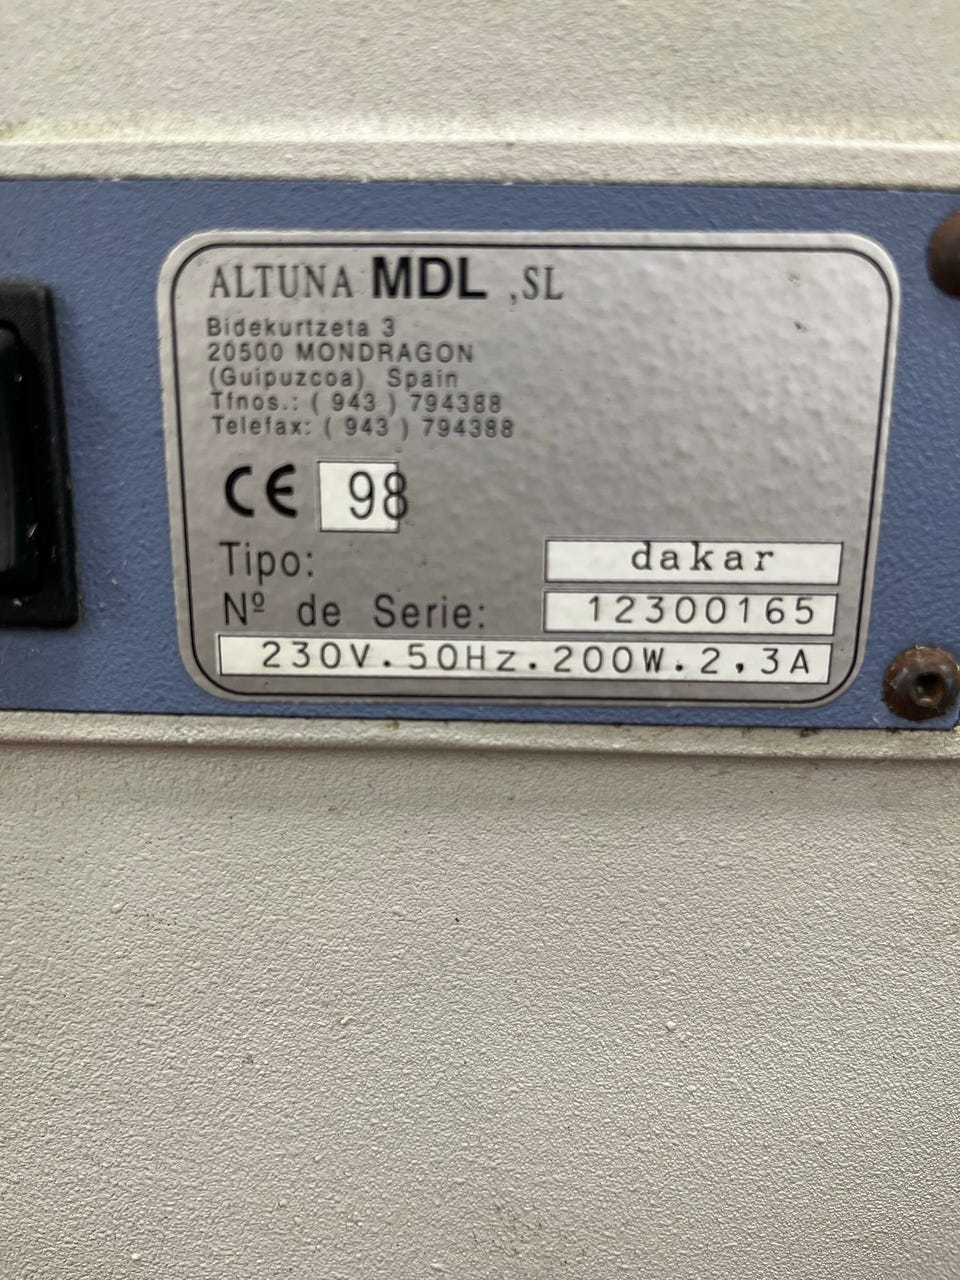 ALTUNA MDL ,SL
Bidekurtzeta 3
20500 MONDRAGON
(Guipuzcoa) Spain
Tfnos.: ( 943 ) 794388
Telefax: ( 943 ) 794388
CE 98
Tipo: dakar
Nº de Serie: 12300165
230V.50Hz.200W.2,3A